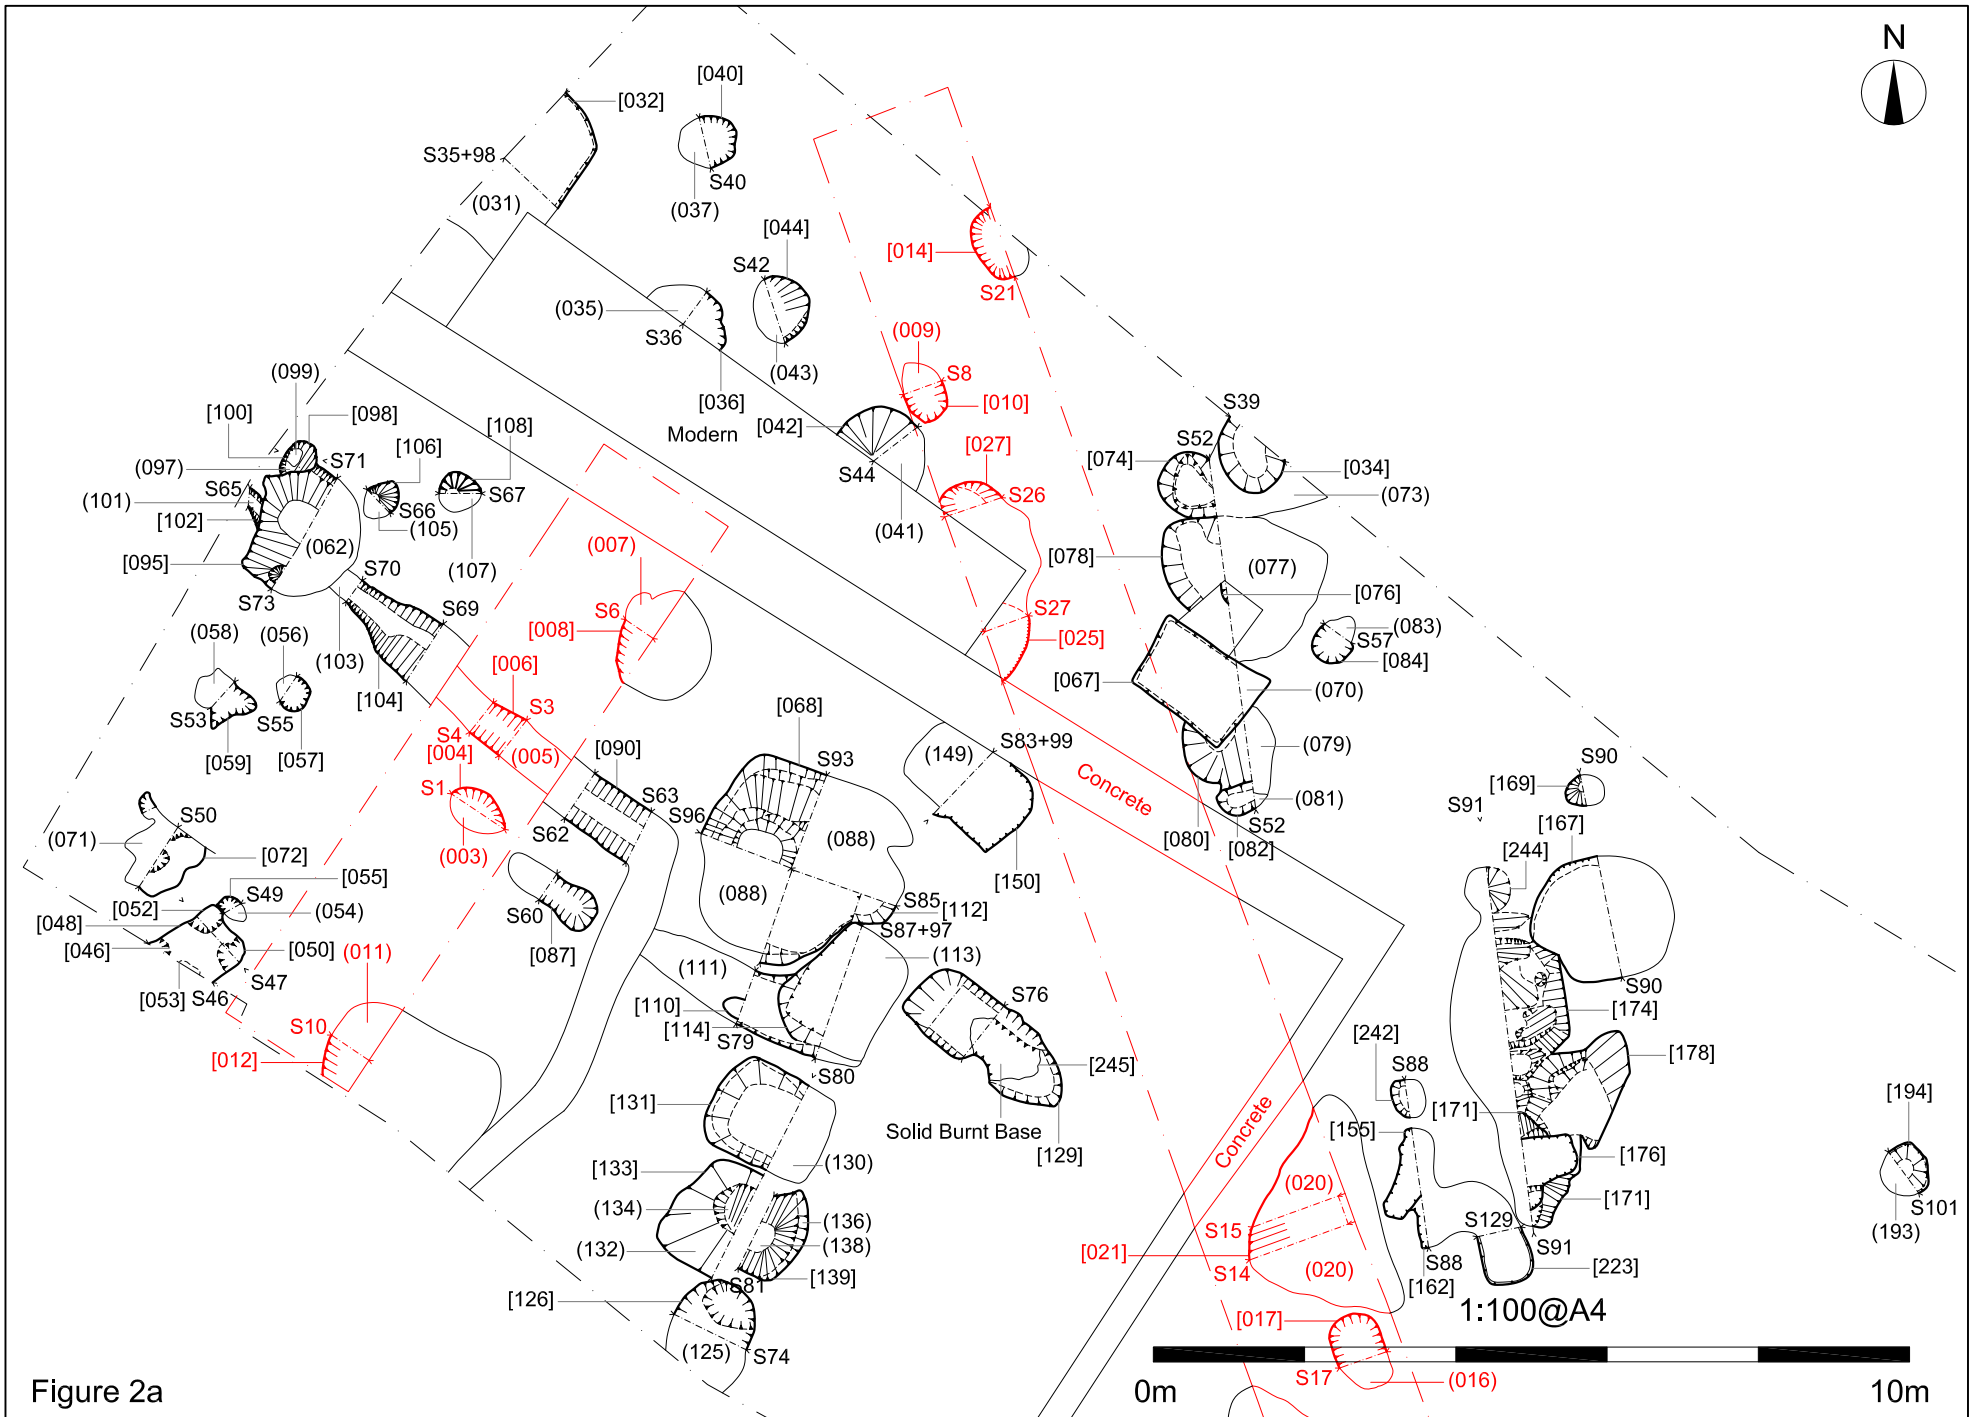 N
[040]
[032]
S35+98
S40
(031)
(037)
[044]
[014]
S42
S21
(035)
S36
(009)
(043)
S8
(099)
[036]
[010]
S39
[100]
[098]
[042]
Modern
[106]
[108]
[027]
S52
(097)
S71
[074]
[034]
S65
S44
S67
S26
(073)
(101)
S66
[102]
(105)
(041)
(062)
(007)
[078]
[095]
(107)
(077)
S70
[076]
S73
S69
S6
S27
(058)
(056)
[008]
[025]
(083)
S57
(103)
[084]
[006]
[067]
(070)
[104]
S53
S55
S3
[068]
S4
[004]
(005)
[059]
[057]
(149)
S83+99
(079)
[090]
S93
S1
Concrete
S90
[169]
S63
(081)
S91
S50
S96
S52
(071)
S62
(088)
[080]
[082]
[167]
[072]
(003)
[244]
[055]
(088)
[150]
S49
[052]
(054)
S60
S85
[112]
[048]
S87+97
[046]
[050]
(011)
[087]
(113)
(111)
S47
S90
[053]
S46
[110]
S76
S10
[114]
[174]
S79
[242]
[012]
[245]
[178]
S80
S88
[131]
Concrete
[171]
[194]
Solid Burnt Base
[155]
[129]
[176]
(130)
[133]
(020)
[171]
(134)
S101
(136)
S129
S15
(193)
(132)
(138)
[021]
S91
S88
S14
(020)
[223]
[139]
[162]
S81
[126]
1:100@A4
[017]
(125)
S74
S17
(016)
Figure 2a
0m
10m